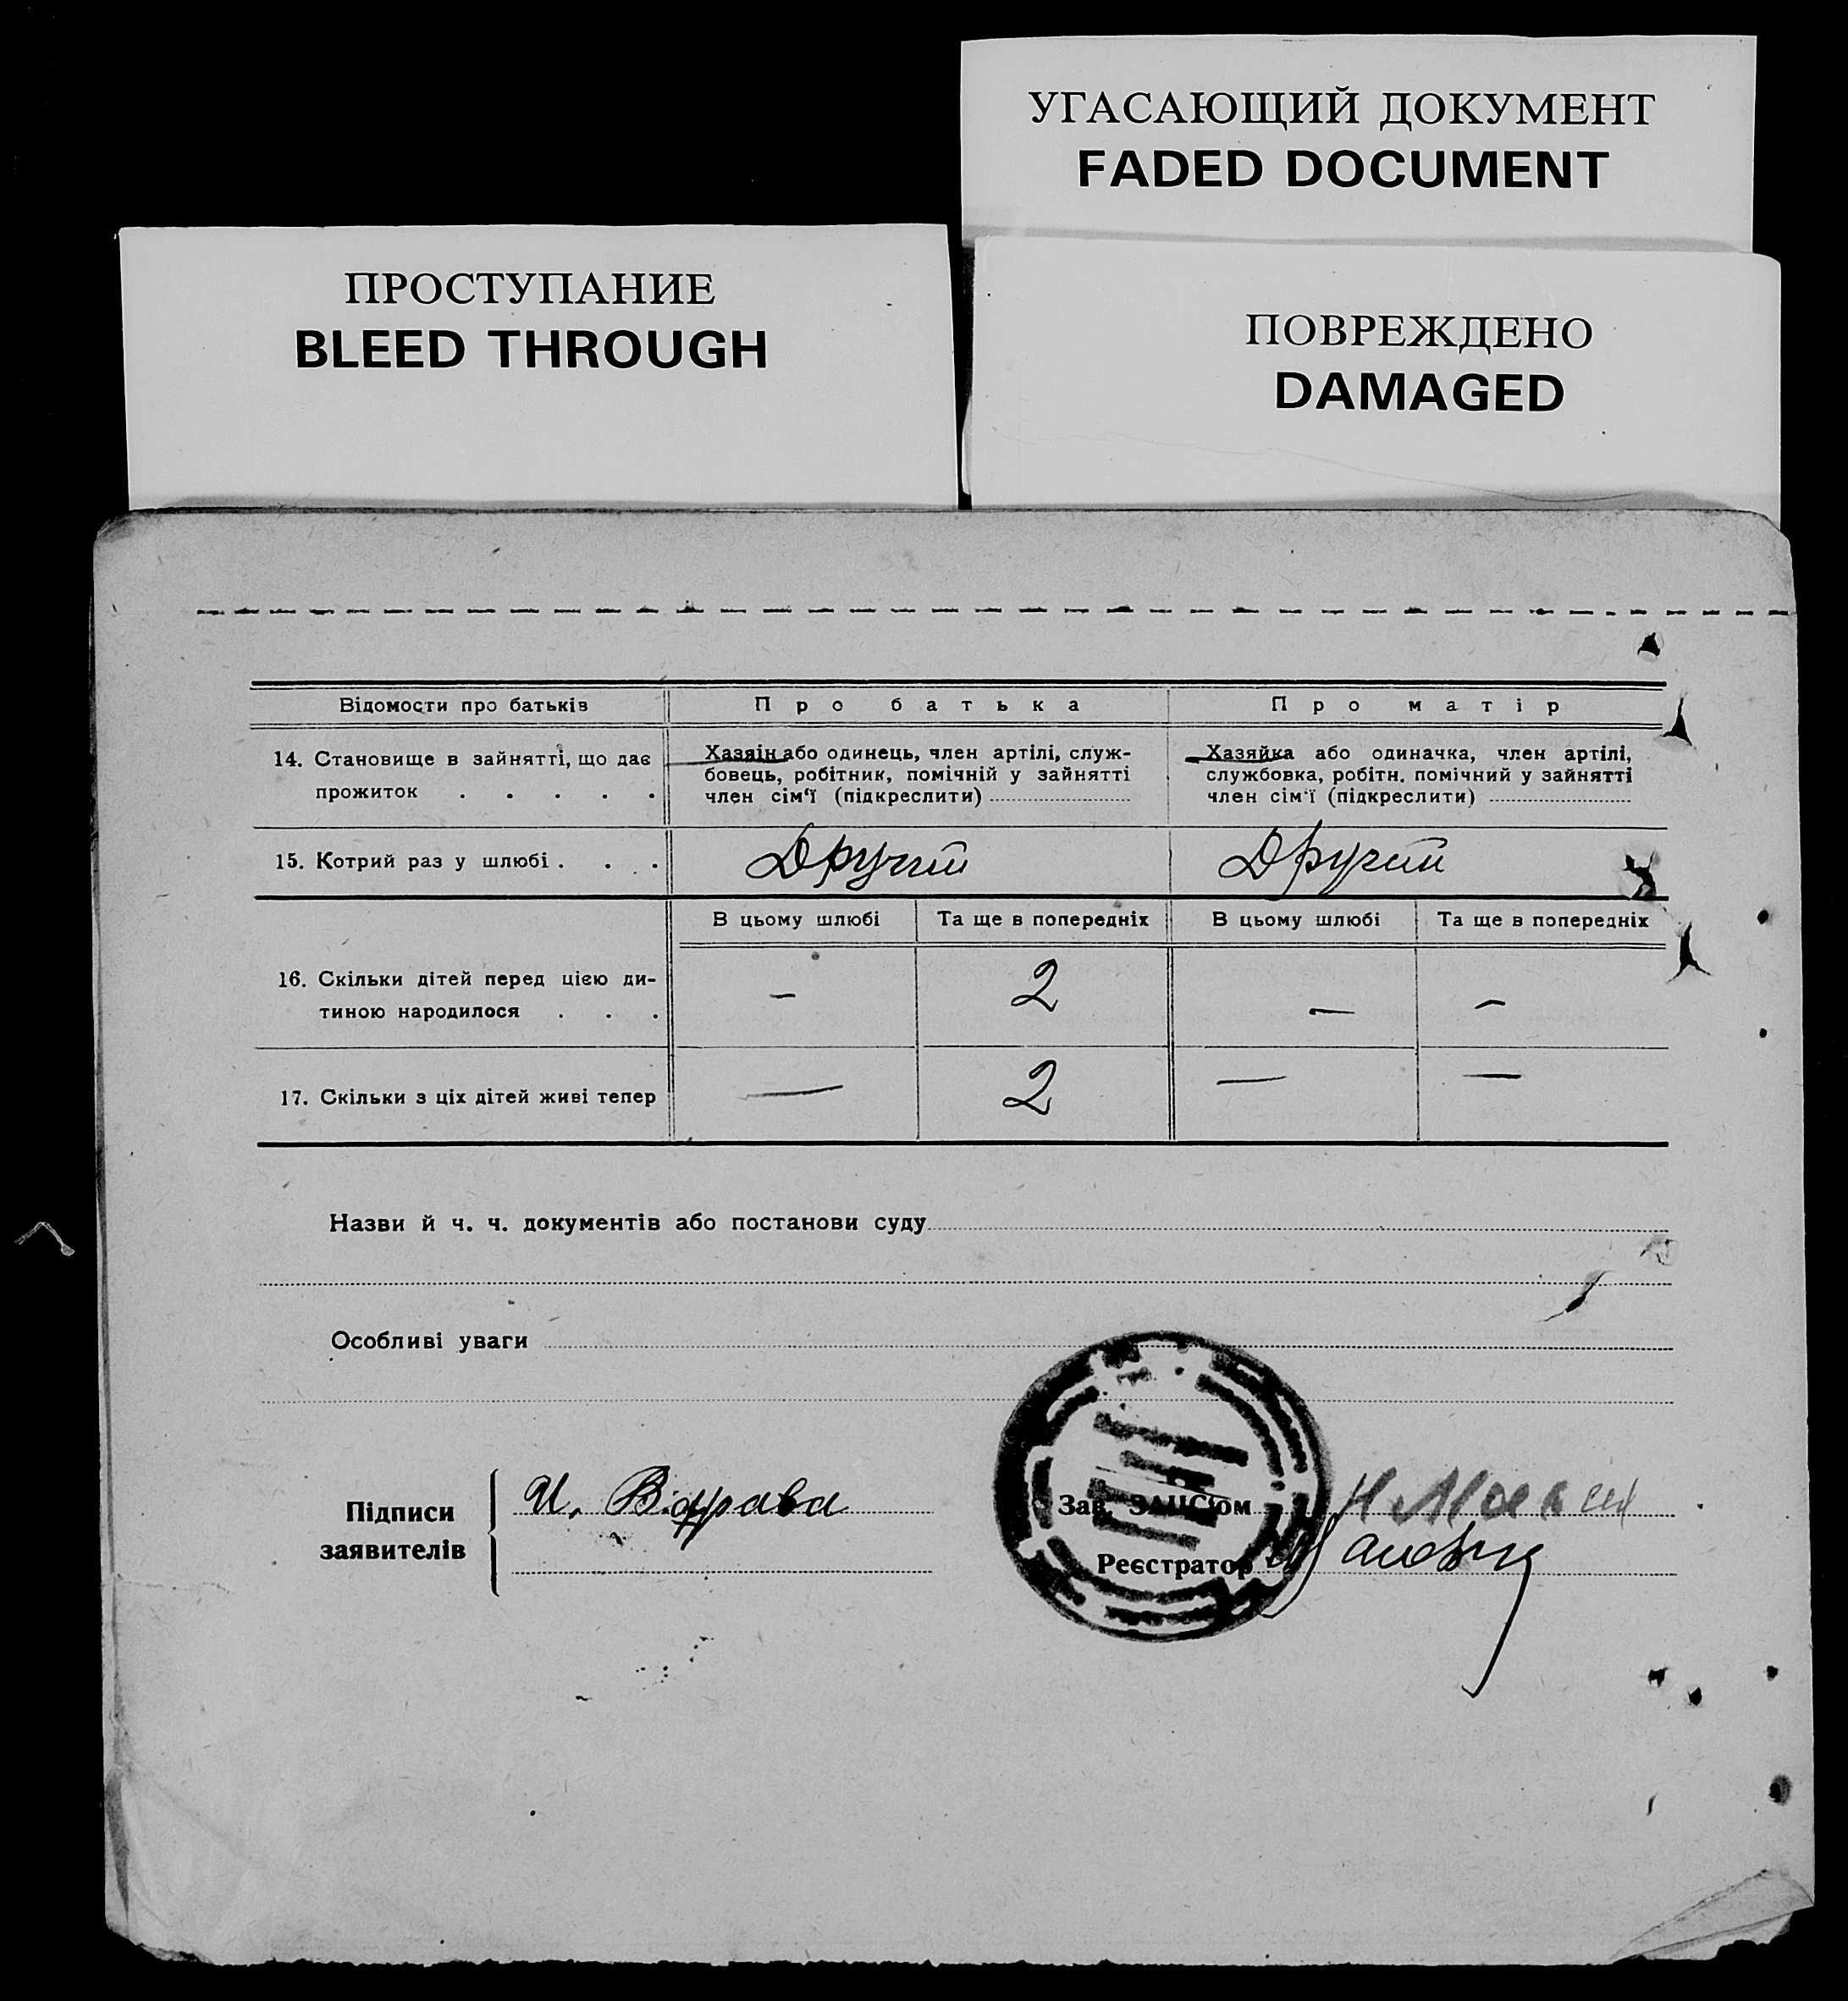 УГАСАЮЩИЙ ДОКУМЕНТ
FADED DOCUMENT
ПРОСТУПАНИЕ
BLEED THROUGH
ПОВРЕЖДЕНО
DAMAGED
Відомости про батьків Про батька Про матір
14. Становище в зайнятті, що дає
прожиток . . . . .
Хазяін або одинець, член артілі, служ-
бовець, робітник, помічній у зайнятті
член сім'ї (підкреслити)
Хазяйка або одиначка, член артілі,
службовка, робітн. помічний у зайнятті
член сім'ї (підкреслити)
15. Котрий раз у шлюбі . . . Другий Другий
В цьому шлюбі Та ще в попередніх В цьому шлюбі Та ще в попередніх
16. Скільки дітей перед цією ди-
тиною народилося . . . – 2 – –
17. Скільки з ціх дітей живі тепер — 2 — —
Назви й ч. ч. документів або постанови суду
Особливі уваги
Підписи
заявителів
И.
Зав. ЗАГСом
Реєстратор